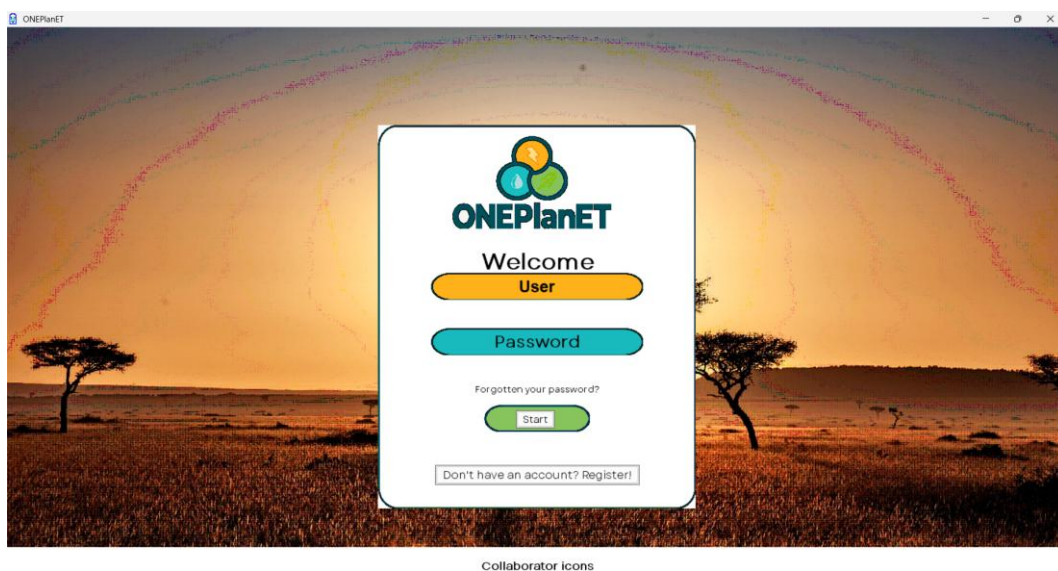 ONEPlanET
ONEPlanET
Welcome
User
Password
Forgotten your password?
Start
Don't have an account? Register!
Collaborator icons